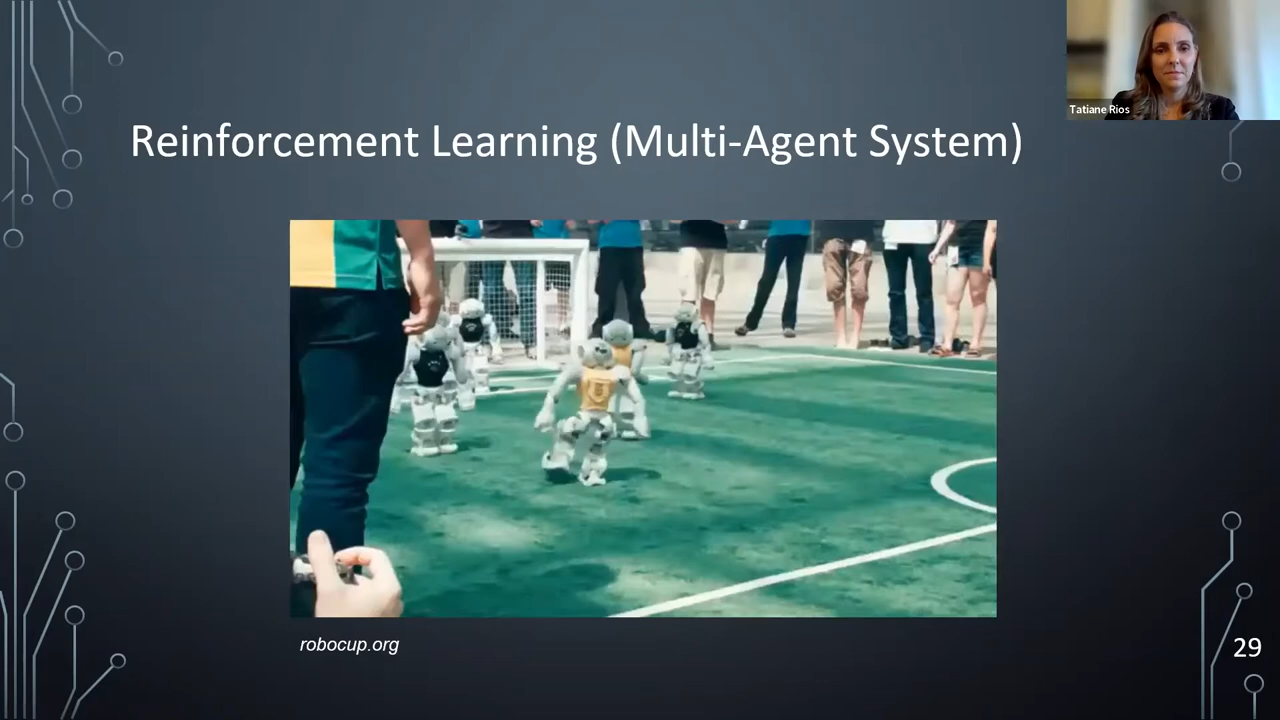 Tatiane Rios
Reinforcement Learning (Multi-Agent System)
robocup.org
29